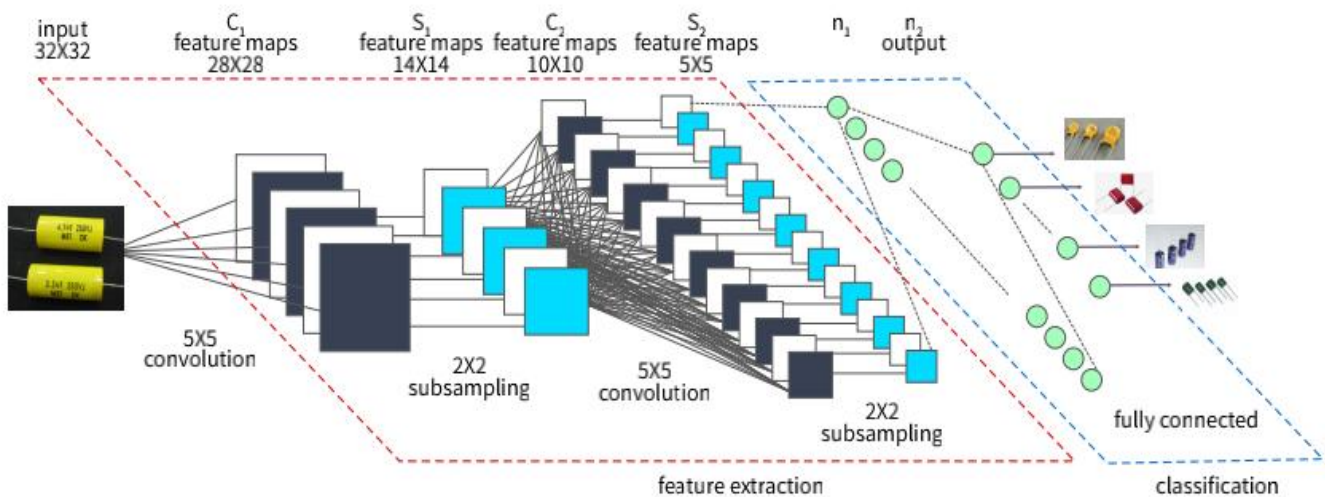 input
32X32
C₁
feature maps
28X28
S₁
feature maps
14X14
C₂
feature maps
10X10
S₂
feature maps
5X5
n₁
n₂
output
5X5
convolution
2X2
subsampling
5X5
convolution
2X2
subsampling
fully connected
feature extraction
classification